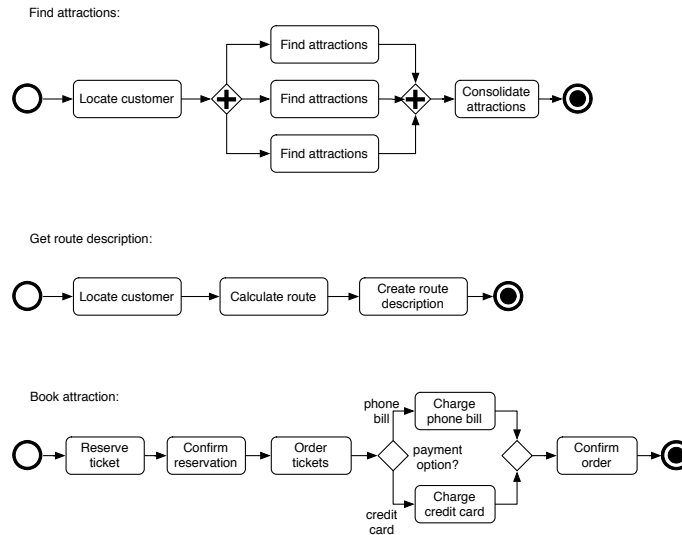 Find attractions:
Find attractions
Locate customer
Find attractions
Consolidate
attractions
Find attractions
Get route description:
Locate customer
Calculate route
Create route
description
Book attraction:
Reserve
ticket
Confirm
reservation
Order
tickets
phone
bill
Charge
phone bill
payment
option?
credit
card
Charge
credit card
Confirm
order